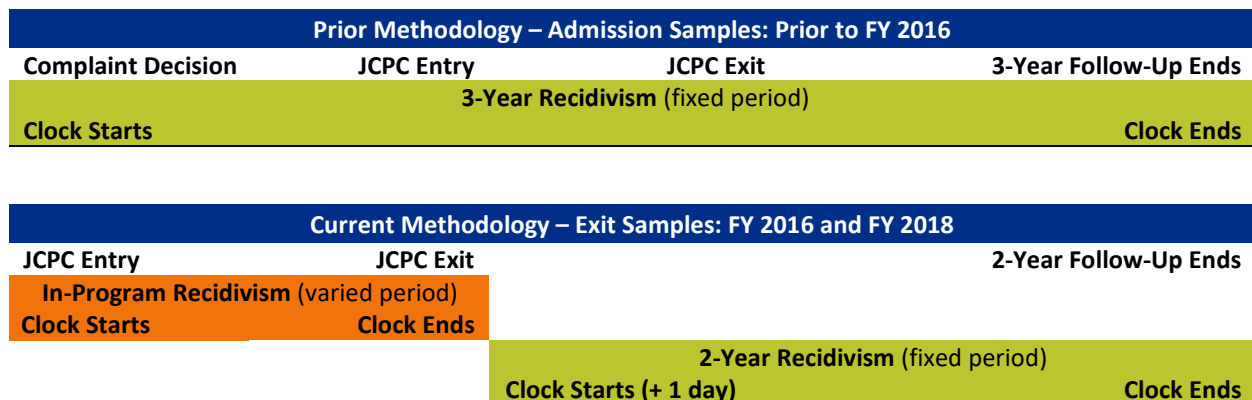 Prior Methodology – Admission Samples: Prior to FY 2016
Complaint Decision JCPC Entry JCPC Exit 3-Year Follow-Up Ends
3-Year Recidivism (fixed period)
Clock Starts Clock Ends
Current Methodology – Exit Samples: FY 2016 and FY 2018
JCPC Entry JCPC Exit 2-Year Follow-Up Ends
In-Program Recidivism (varied period)
Clock Starts Clock Ends
2-Year Recidivism (fixed period)
Clock Starts (+ 1 day) Clock Ends